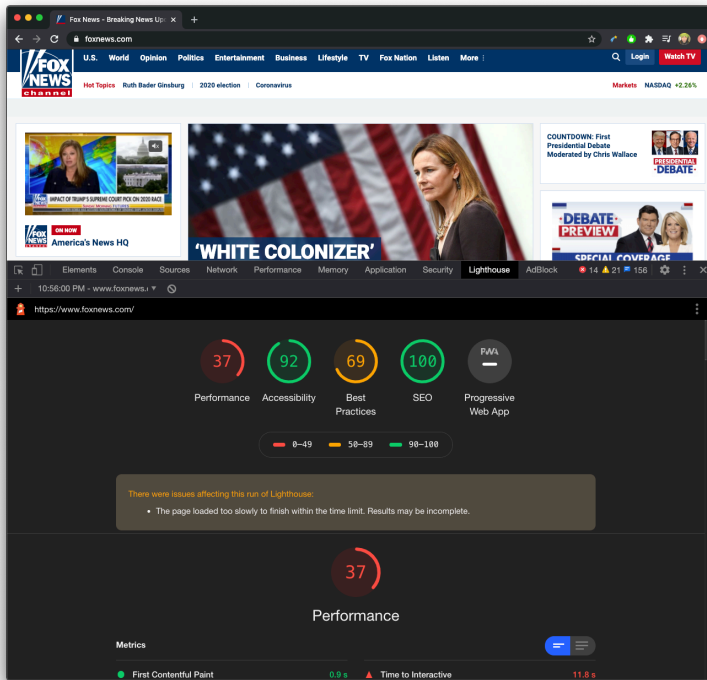 Fox News - Breaking News Upd
foxnews.com
FOX NEWS channel
U.S. World Opinion Politics Entertainment Business Lifestyle TV Fox Nation Listen More
Login
Watch TV
Hot Topics Ruth Bader Ginsburg 2020 election Coronavirus
Markets NASDAQ +2.26%
IMPACT OF TRUMP'S SUPREME COURT PICK ON 2020 RACE
FOX NEWS
ON NOW
America's News HQ
'WHITE COLONIZER'
COUNTDOWN: First
Presidential Debate
Moderated by Chris Wallace
PRESIDENTIAL
DEBATE
DEBATE
PREVIEW
SPECIAL COVERAGE
Elements Console Sources Network Performance Memory Application Security Lighthouse AdBlock 14 21 156
10:56:00 PM - www.foxnews.
https://www.foxnews.com/
37 92 69 100 PWA
Performance Accessibility Best Practices SEO Progressive Web App
0–49 50–89 90–100
There were issues affecting this run of Lighthouse:
The page loaded too slowly to finish within the time limit. Results may be incomplete.
37
Performance
Metrics
First Contentful Paint 0.9 s Time to Interactive 11.8 s